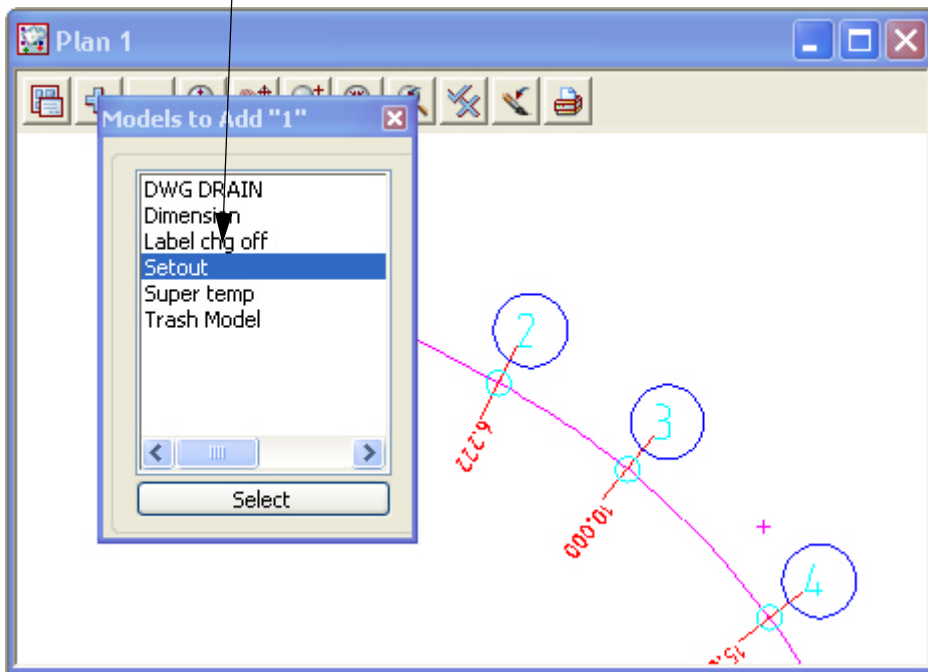 Plan 1
Models to Add "1"
DWG DRAIN
Dimension
Label chg off
Setout
Super temp
Trash Model
Select
2
6.222
3
10.000
4